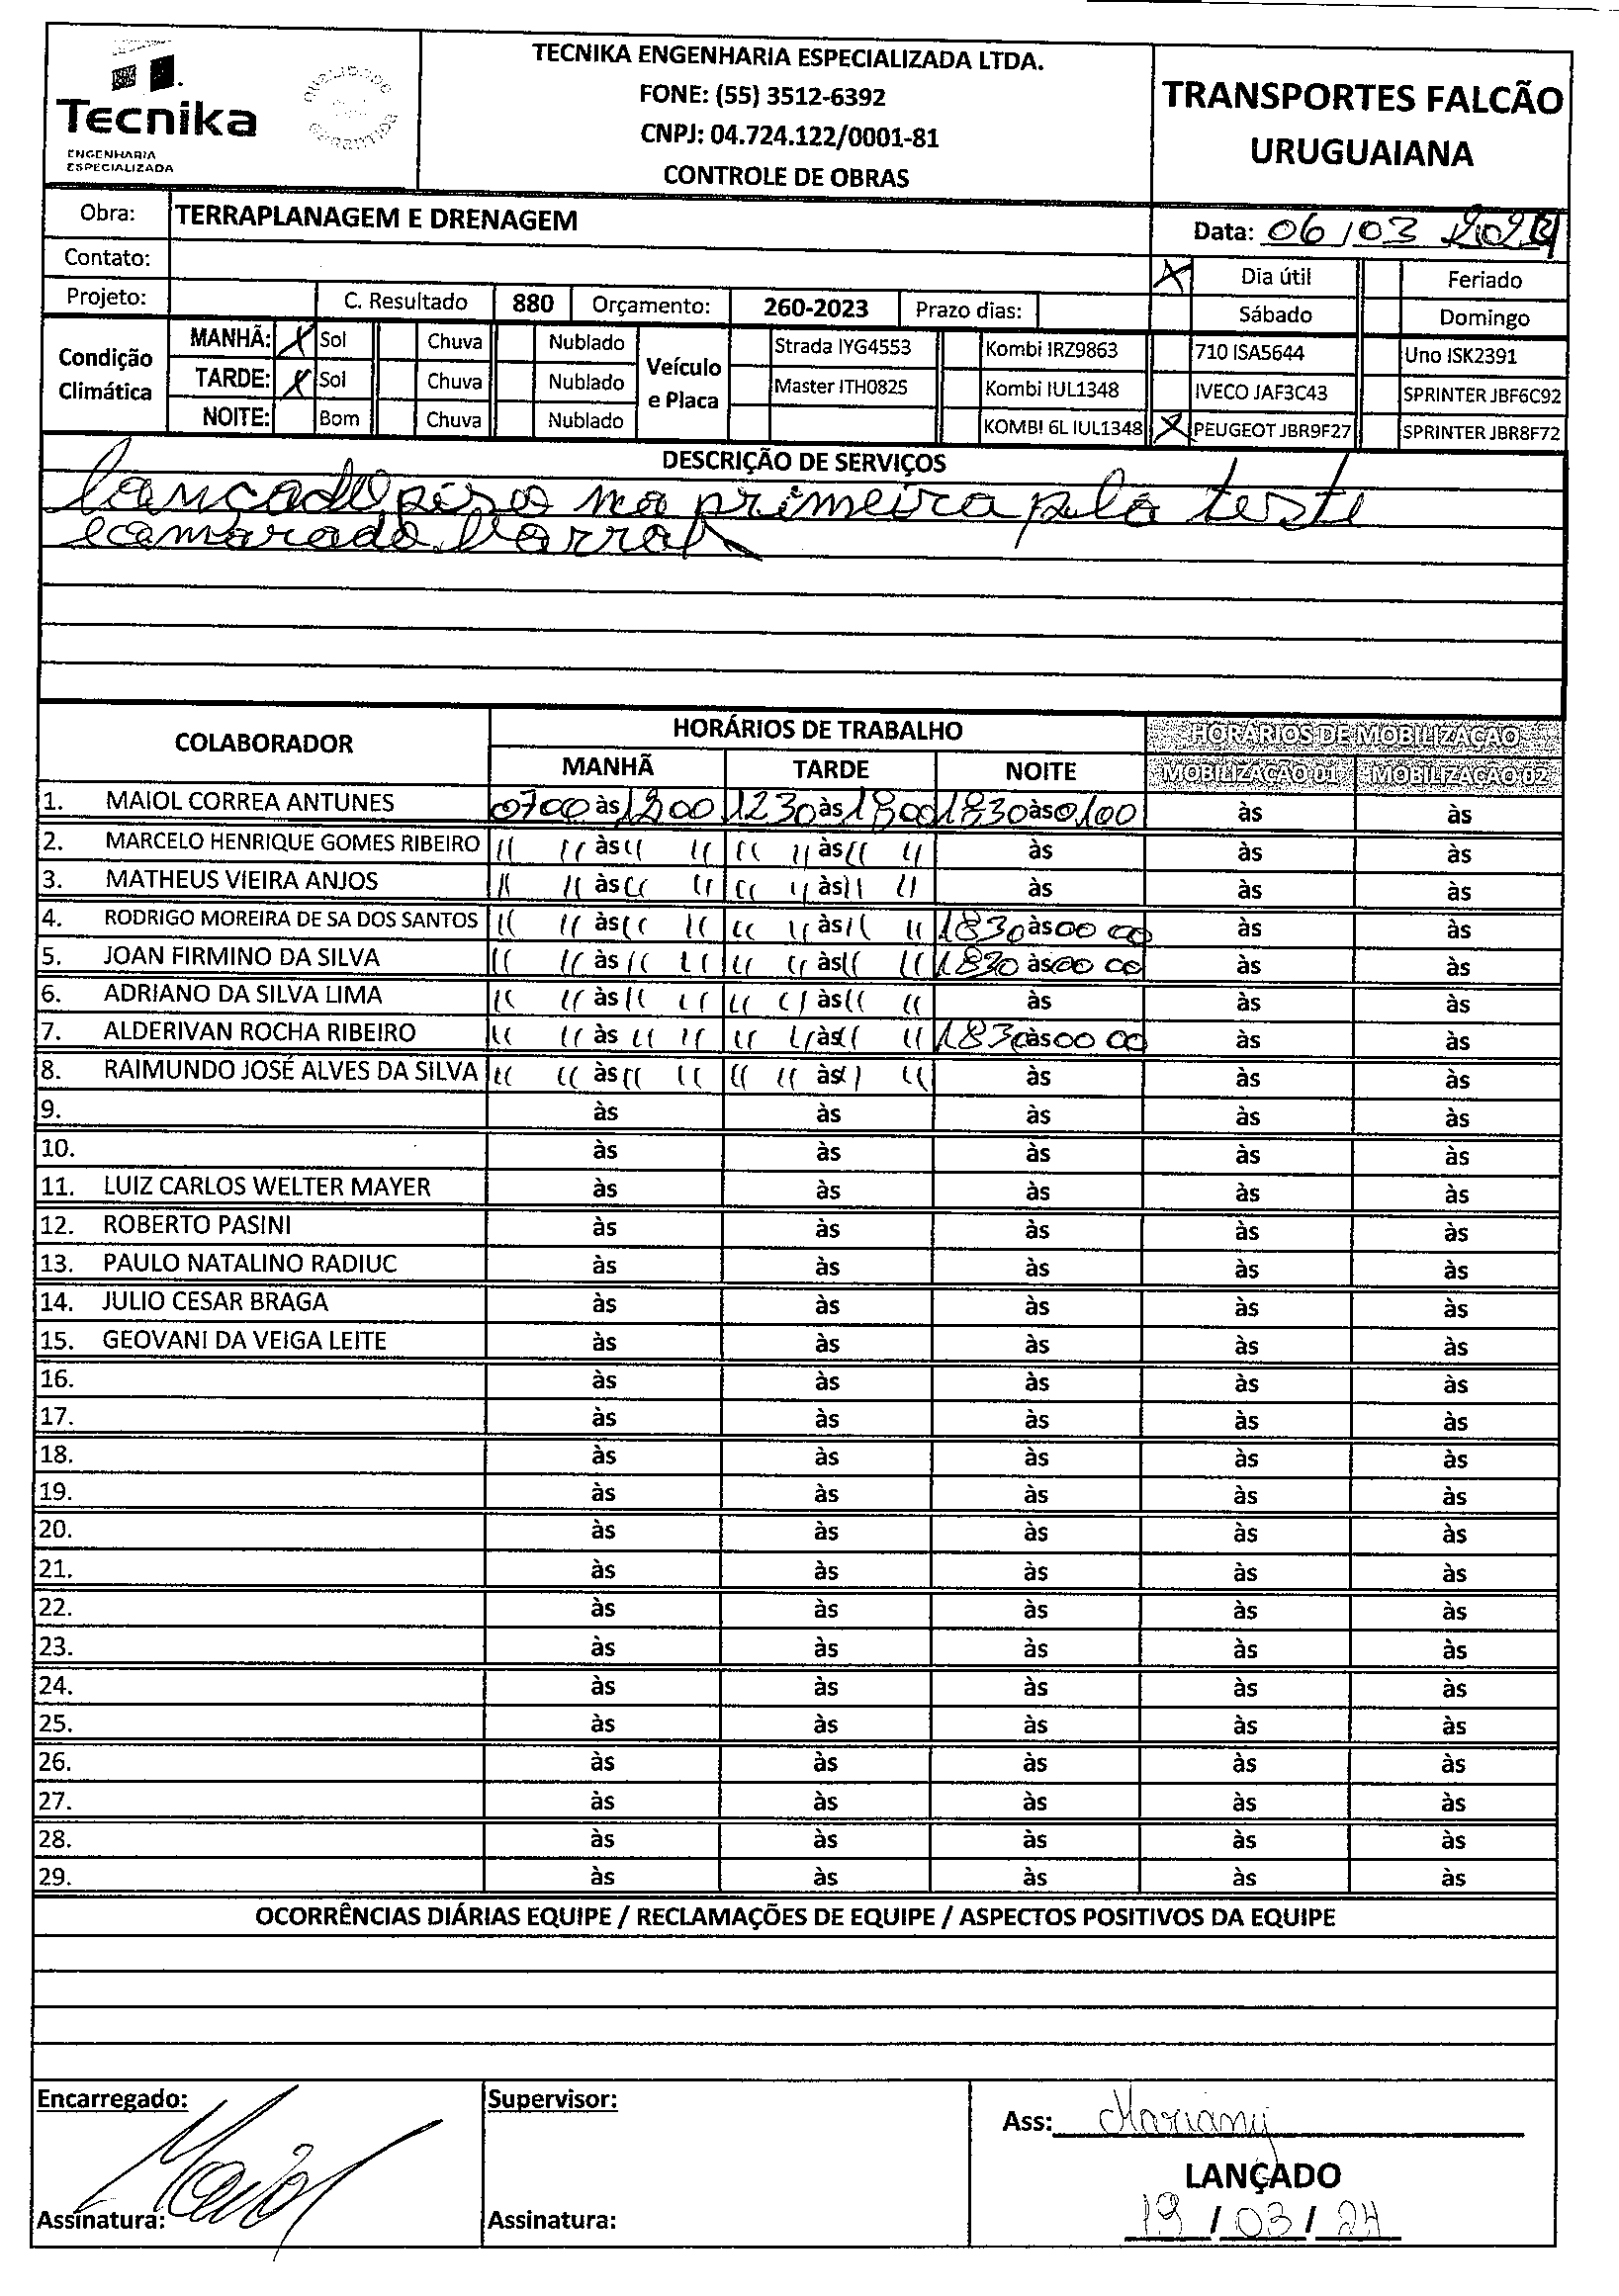 Tecnika
ENGENHARIA
ESPECIALIZADA
QUALIDADE
GARANTIDA
TECNIKA ENGENHARIA ESPECIALIZADA LTDA.
FONE: (55) 3512-6392
CNPJ: 04.724.122/0001-81
CONTROLE DE OBRAS
TRANSPORTES FALCÃO
URUGUAIANA
Obra: TERRAPLANAGEM E DRENAGEM
Data: 06/03 2024
Contato:
X Dia útil Feriado
Projeto: C. Resultado 880 Orçamento: 260-2023 Prazo dias:
Sábado Domingo
Condição Climática
MANHÃ: X Sol Chuva Nublado
TARDE: X Sol Chuva Nublado
NOITE: Bom Chuva Nublado
Veículo e Placa
Strada IYG4553 Kombi IRZ9863 710 ISA5644 Uno ISK2391
Master ITH0825 Kombi IUL1348 IVECO JAF3C43 SPRINTER JBF6C92
KOMBI 6L IUL1348 X PEUGEOT JBR9F27 SPRINTER JBR8F72
DESCRIÇÃO DE SERVIÇOS
lançado piso na primeira pla teste
COLABORADOR HORÁRIOS DE TRABALHO HORÁRIOS DE MOBILIZAÇÃO
MANHÃ TARDE NOITE MOBILIZAÇÃO 01 MOBILIZAÇÃO 02
1. MAIOL CORREA ANTUNES 0700 às 1200 1230 às 1800 1830 às 0100 às às
2. MARCELO HENRIQUE GOMES RIBEIRO " " às " " " " às " " às às às
3. MATHEUS VIEIRA ANJOS " " às " " " " às " " às às às
4. RODRIGO MOREIRA DE SA DOS SANTOS " " às " " " " às " " 1830 às 00 00 às às
5. JOAN FIRMINO DA SILVA " " às " " " " às " " 1830 às 00 00 às às
6. ADRIANO DA SILVA LIMA " " às " " " " às " " às às às
7. ALDERIVAN ROCHA RIBEIRO " " às " " " " às " " 1830 às 00 00 às às
8. RAIMUNDO JOSÉ ALVES DA SILVA " " às " " " " às " " às às às
9. às às às às às
10. às às às às às
11. LUIZ CARLOS WELTER MAYER às às às às às
12. ROBERTO PASINI às às às às às
13. PAULO NATALINO RADIUC às às às às às
14. JULIO CESAR BRAGA às às às às às
15. GEOVANI DA VEIGA LEITE às às às às às
16. às às às às às
17. às às às às às
18. às às às às às
19. às às às às às
20. às às às às às
21. às às às às às
22. às às às às às
23. às às às às às
24. às às às às às
25. às às às às às
26. às às às às às
27. às às às às às
28. às às às às às
29. às às às às às
OCORRÊNCIAS DIÁRIAS EQUIPE / RECLAMAÇÕES DE EQUIPE / ASPECTOS POSITIVOS DA EQUIPE
Encarregado: Supervisor:
Ass: Mariany
LANÇADO
Maiol
Assinatura: Assinatura:
19/03/24